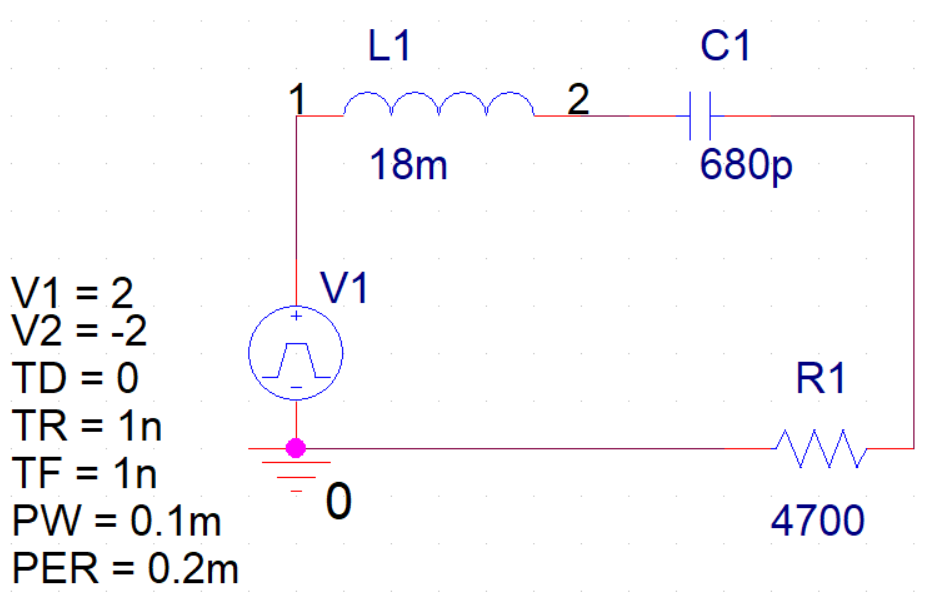 L1
C1
1
2
18m
680p
V1 = 2
V1
V2 = -2
TD = 0
R1
TR = 1n
TF = 1n
0
PW = 0.1m
4700
PER = 0.2m